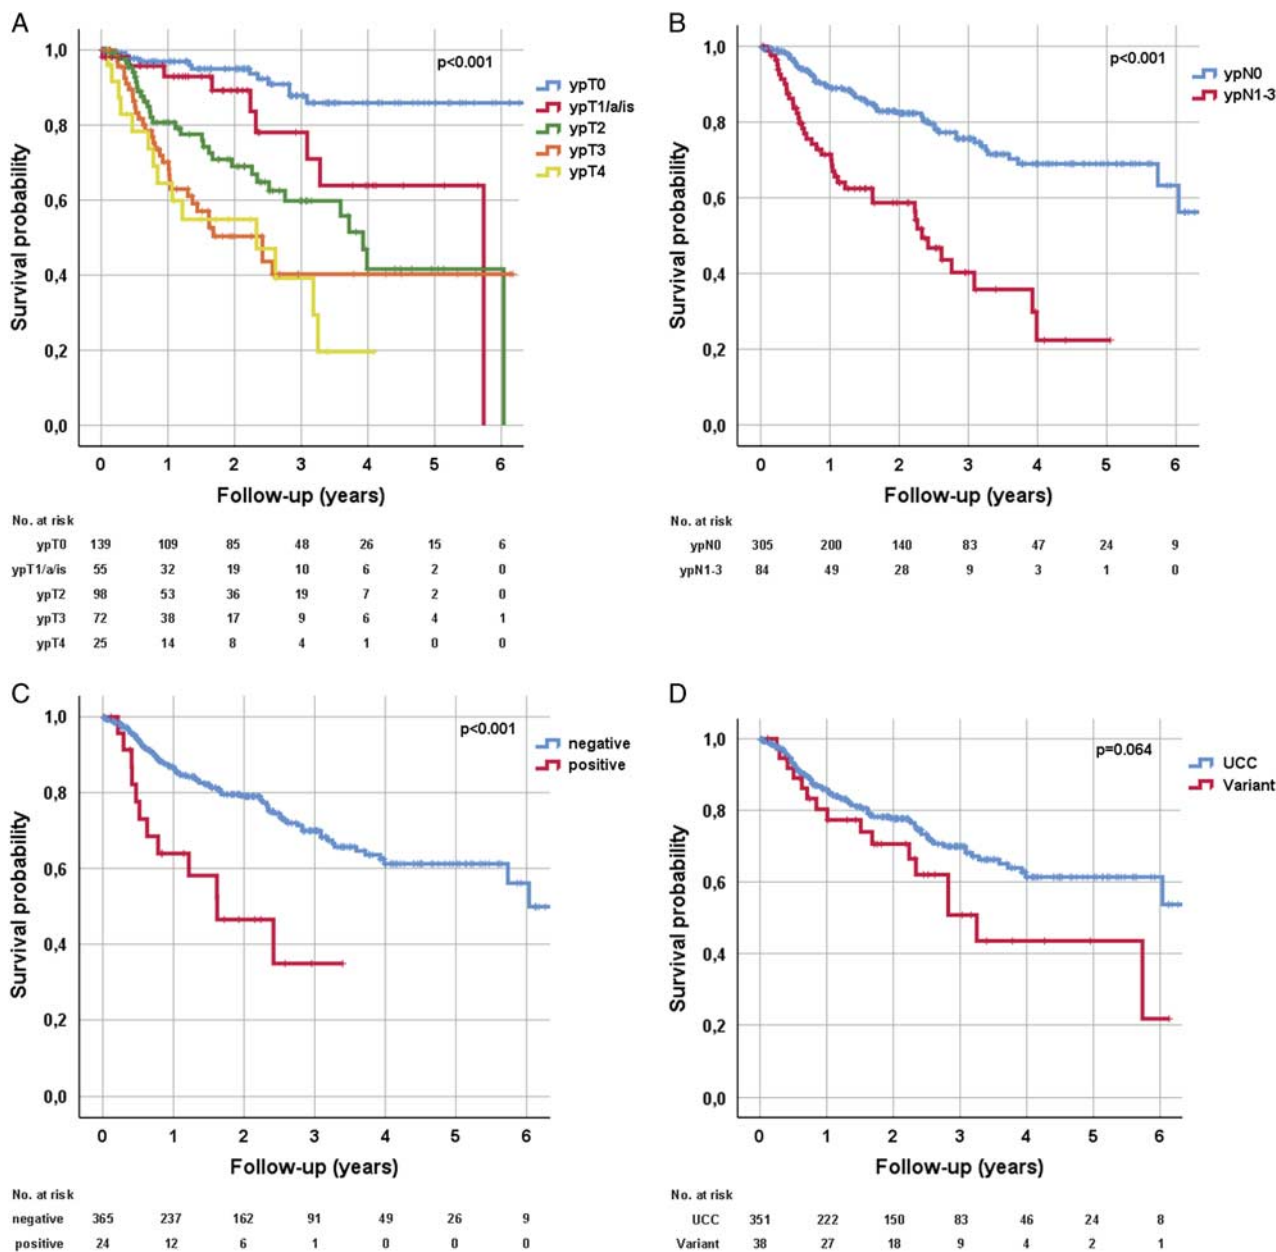 A
p<0.001
ypT0
ypT1/a/is
ypT2
ypT3
ypT4
Survival probability
1,0
0,8
0,6
0,4
0,2
0,0
0 1 2 3 4 5 6
Follow-up (years)
No. at risk
ypT0 139 109 85 48 26 15 6
ypT1/a/is 55 32 19 10 6 2 0
ypT2 98 53 36 19 7 2 0
ypT3 72 38 17 9 6 4 1
ypT4 25 14 8 4 1 0 0
B
p<0.001
ypN0
ypN1-3
Survival probability
1,0
0,8
0,6
0,4
0,2
0,0
0 1 2 3 4 5 6
Follow-up (years)
No. at risk
ypN0 305 200 140 83 47 24 9
ypN1-3 84 49 28 9 3 1 0
C
p<0.001
negative
positive
Survival probability
1,0
0,8
0,6
0,4
0,2
0,0
0 1 2 3 4 5 6
Follow-up (years)
No. at risk
negative 365 237 162 91 49 26 9
positive 24 12 6 1 0 0 0
D
p=0.064
UCC
Variant
Survival probability
1,0
0,8
0,6
0,4
0,2
0,0
0 1 2 3 4 5 6
Follow-up (years)
No. at risk
UCC 351 222 150 83 46 24 8
Variant 38 27 18 9 4 2 1